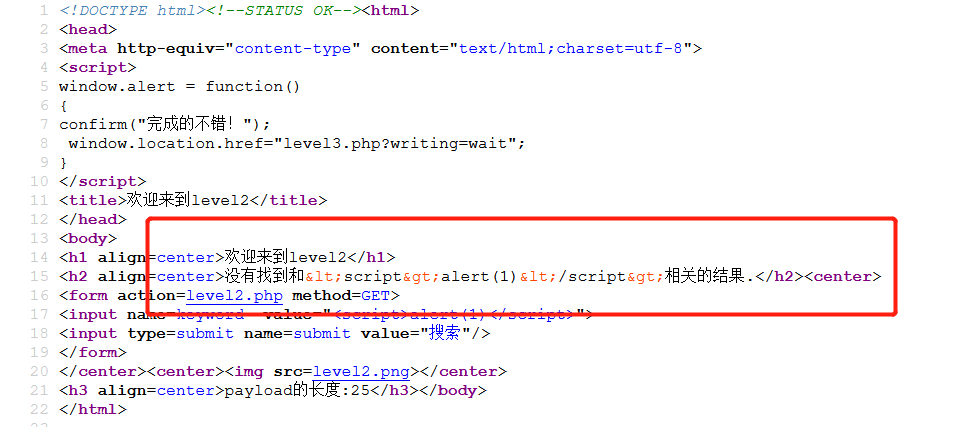 1 <!DOCTYPE html><!--STATUS OK--><html>
2 <head>
3 <meta http-equiv="content-type" content="text/html;charset=utf-8">
4 <script>
5 window.alert = function()
6 {
7 confirm("完成的不错！");
8  window.location.href="level3.php?writing=wait";
9 }
10 </script>
11 <title>欢迎来到level2</title>
12 </head>
13 <body>
14 <h1 align=center>欢迎来到level2</h1>
15 <h2 align=center>没有找到和&lt;script&gt;alert(1)&lt;/script&gt;相关的结果.</h2><center>
16 <form action=level2.php method=GET>
17 <input name=keyword  value="<script>alert(1)</script>">
18 <input type=submit name=submit value="搜索"/>
19 </form>
20 </center><center><img src=level2.png></center>
21 <h3 align=center>payload的长度:25</h3></body>
22 </html>